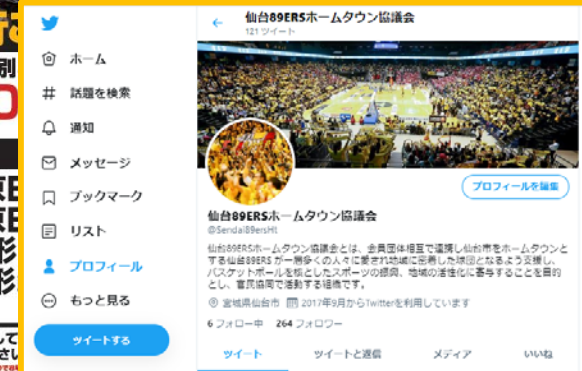 仙台89ERSホームタウン協議会
121 ツイート
ホーム
話題を検索
通知
メッセージ
ブックマーク
リスト
プロフィール
もっと見る
ツイートする
プロフィールを編集
仙台89ERSホームタウン協議会
@Sendai89ersHt
仙台89ERSホームタウン協議会とは、会員団体相互で連携し仙台市をホームタウンと
する仙台89ERS が一層多くの人々に愛され地域に密着した球団となるよう支援し、
バスケットボールを核としたスポーツの振興、地域の活性化に寄与することを目的
とし、官民協同で活動する組織です。
宮城県仙台市 2017年9月からTwitterを利用しています
6 フォロー中 264 フォロワー
ツイート ツイートと返信 メディア いいね